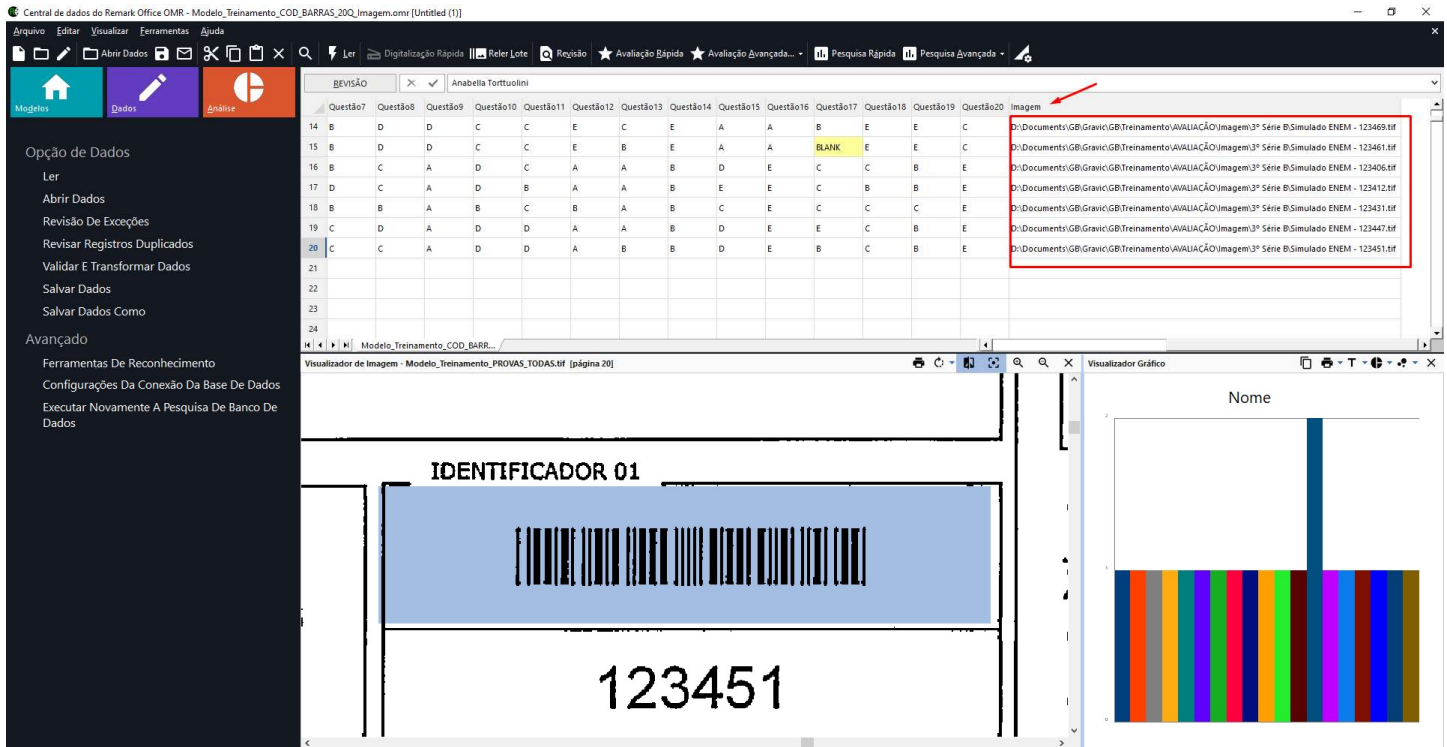 Central de dados do Remark Office OMR - Modelo_Treinamento_COD_BARRAS_20Q_Imagem.omr [Untitled (1)]
Arquivo Editar Visualizar Ferramentas Ajuda
Abrir Dados Ler Digitalização Rápida Reler Lote Revisão Avaliação Rápida Avaliação Avançada... Pesquisa Rápida Pesquisa Avançada
Modelos Dados Análise
Opção de Dados
Ler
Abrir Dados
Revisão De Exceções
Revisar Registros Duplicados
Validar E Transformar Dados
Salvar Dados
Salvar Dados Como
Avançado
Ferramentas De Reconhecimento
Configurações Da Conexão Da Base De Dados
Executar Novamente A Pesquisa De Banco De
Dados
REVISÃO Anabella Torttuolini
Questão7 Questão8 Questão9 Questão10 Questão11 Questão12 Questão13 Questão14 Questão15 Questão16 Questão17 Questão18 Questão19 Questão20 Imagem
14 B D D C C E C E A A B E E C D:\Documents\GB\Gravic\GB\Treinamento\AVALIAÇÃO\Imagem\3º Série B\Simulado ENEM - 123469.tif
15 B D D C C E B E A A BLANK E E C D:\Documents\GB\Gravic\GB\Treinamento\AVALIAÇÃO\Imagem\3º Série B\Simulado ENEM - 123461.tif
16 B C A D C A A B D E C C B E D:\Documents\GB\Gravic\GB\Treinamento\AVALIAÇÃO\Imagem\3º Série B\Simulado ENEM - 123406.tif
17 D C A D B A A B E E C B B E D:\Documents\GB\Gravic\GB\Treinamento\AVALIAÇÃO\Imagem\3º Série B\Simulado ENEM - 123412.tif
18 B B A B C B A B C E C C C E D:\Documents\GB\Gravic\GB\Treinamento\AVALIAÇÃO\Imagem\3º Série B\Simulado ENEM - 123431.tif
19 C D A D D A A B D E E C B E D:\Documents\GB\Gravic\GB\Treinamento\AVALIAÇÃO\Imagem\3º Série B\Simulado ENEM - 123447.tif
20 C C A D D A B B D E B C B E D:\Documents\GB\Gravic\GB\Treinamento\AVALIAÇÃO\Imagem\3º Série B\Simulado ENEM - 123451.tif
21
22
23
24
Modelo_Treinamento_COD_BARR...
Visualizador de Imagem - Modelo_Treinamento_PROVAS_TODAS.tif [página 20]
IDENTIFICADOR 01
123451
Visualizador Gráfico
Nome
2
1
0